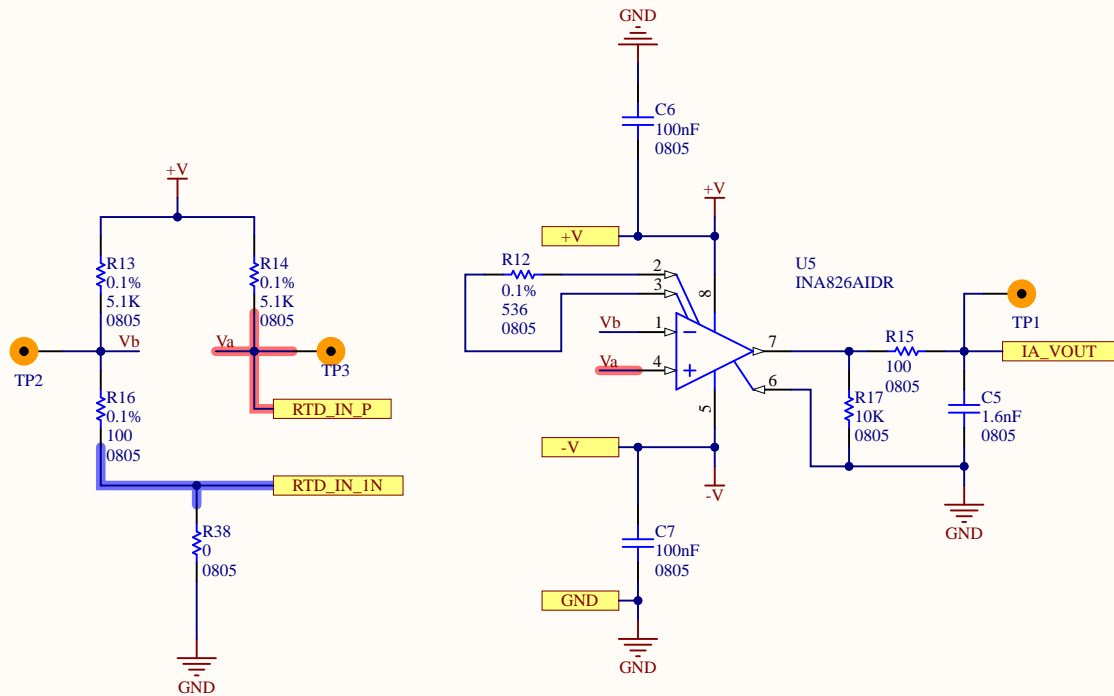 GND
C6
100nF
0805
+V
R13
0.1%
5.1K
0805
R14
0.1%
5.1K
0805
Vb
Va
TP2
TP3
R16
0.1%
100
0805
RTD_IN_P
RTD_IN_1N
R38
0
0805
GND
+V
+V
R12
0.1%
536
0805
2
3
8
U5
INA826AIDR
Vb
1
Va
4
7
6
5
R15
100
0805
TP1
IA_VOUT
R17
10K
0805
C5
1.6nF
0805
GND
-V
-V
C7
100nF
0805
GND
GND